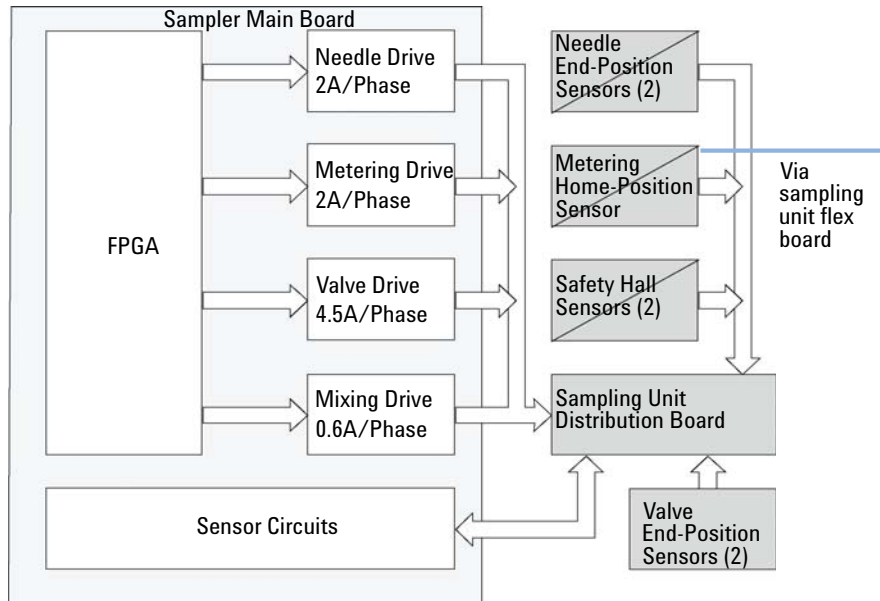 Sampler Main Board
FPGA
Needle Drive
2A/Phase
Metering Drive
2A/Phase
Valve Drive
4.5A/Phase
Mixing Drive
0.6A/Phase
Sensor Circuits
Needle
End-Position
Sensors (2)
Metering
Home-Position
Sensor
Safety Hall
Sensors (2)
Sampling Unit
Distribution Board
Valve
End-Position
Sensors (2)
Via
sampling
unit flex
board